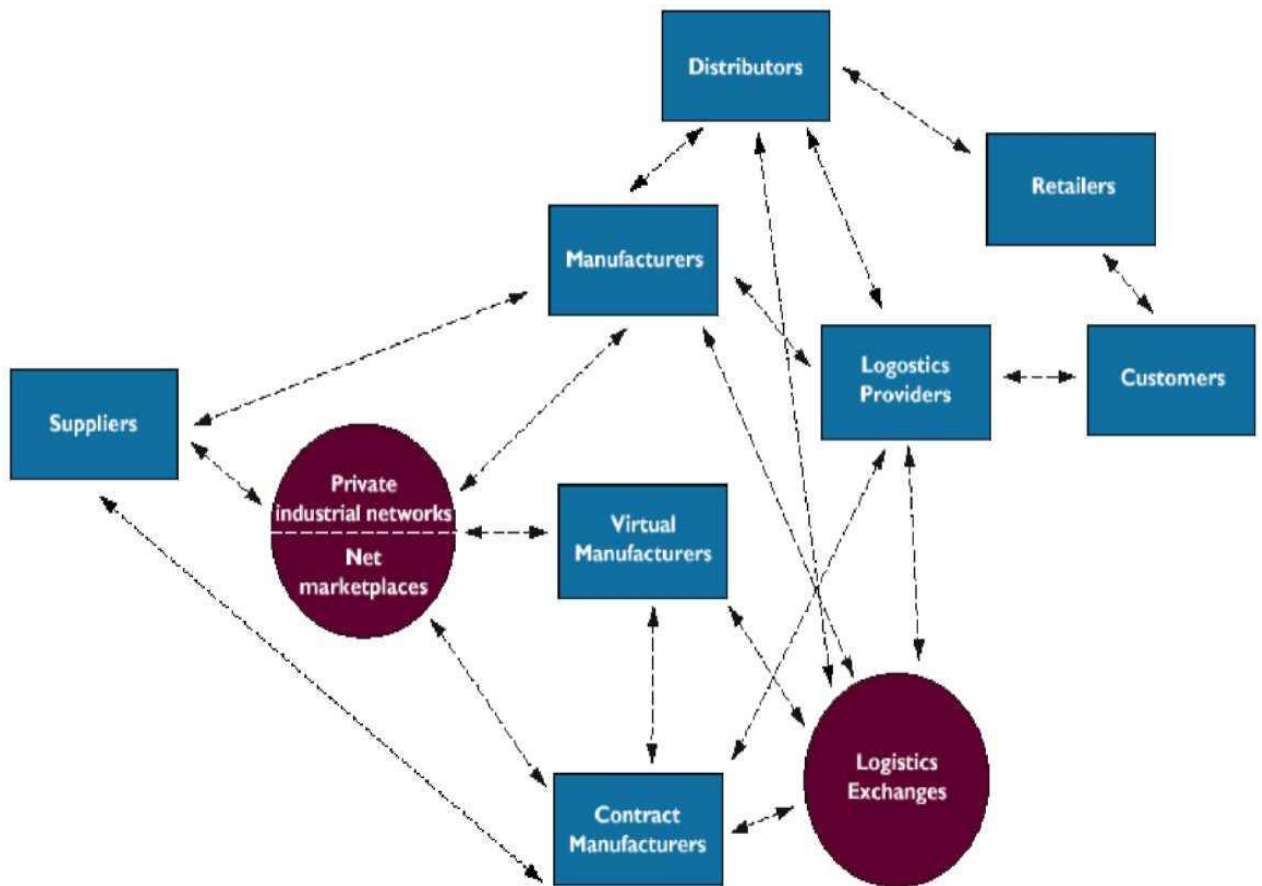 Distributors
Retailers
Manufacturers
Logostics
Providers
Customers
Suppliers
Private
industrial networks
Net
marketplaces
Virtual
Manufacturers
Logistics
Exchanges
Contract
Manufacturers